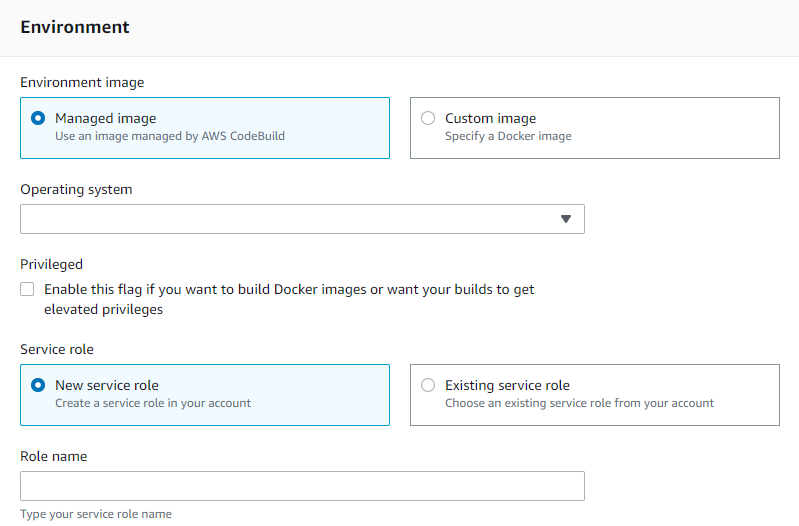 Environment
Environment image
Managed image
Use an image managed by AWS CodeBuild
Custom image
Specify a Docker image
Operating system
Privileged
Enable this flag if you want to build Docker images or want your builds to get
elevated privileges
Service role
New service role
Create a service role in your account
Existing service role
Choose an existing service role from your account
Role name
Type your service role name